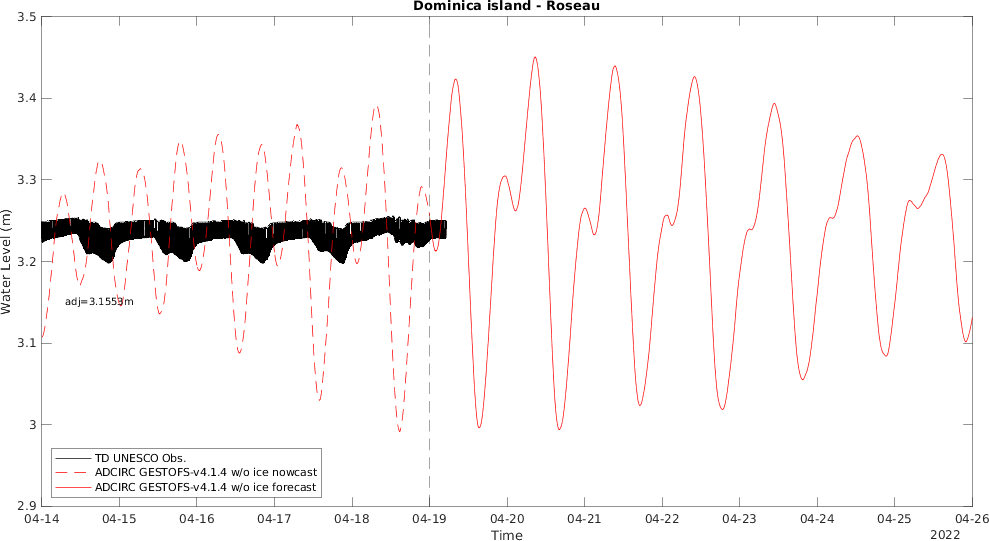 Dominica island - Roseau
3.5
3.4
3.3
3.2
3.1
3
2.9
Water Level (m)
adj=3.1559m
TD UNESCO Obs.
ADCIRC GESTOFS-v4.1.4 w/o ice nowcast
ADCIRC GESTOFS-v4.1.4 w/o ice forecast
04-14 04-15 04-16 04-17 04-18 04-19 04-20 04-21 04-22 04-23 04-24 04-25 04-26
Time
2022